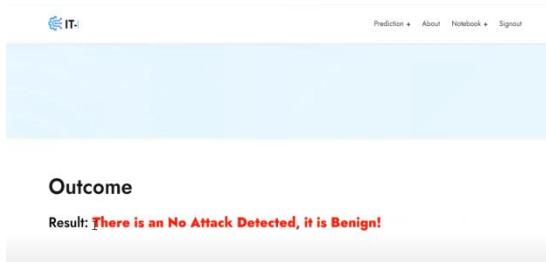 IT-
Prediction + About Notebook + Signout
Outcome
Result: There is an No Attack Detected, it is Benign!